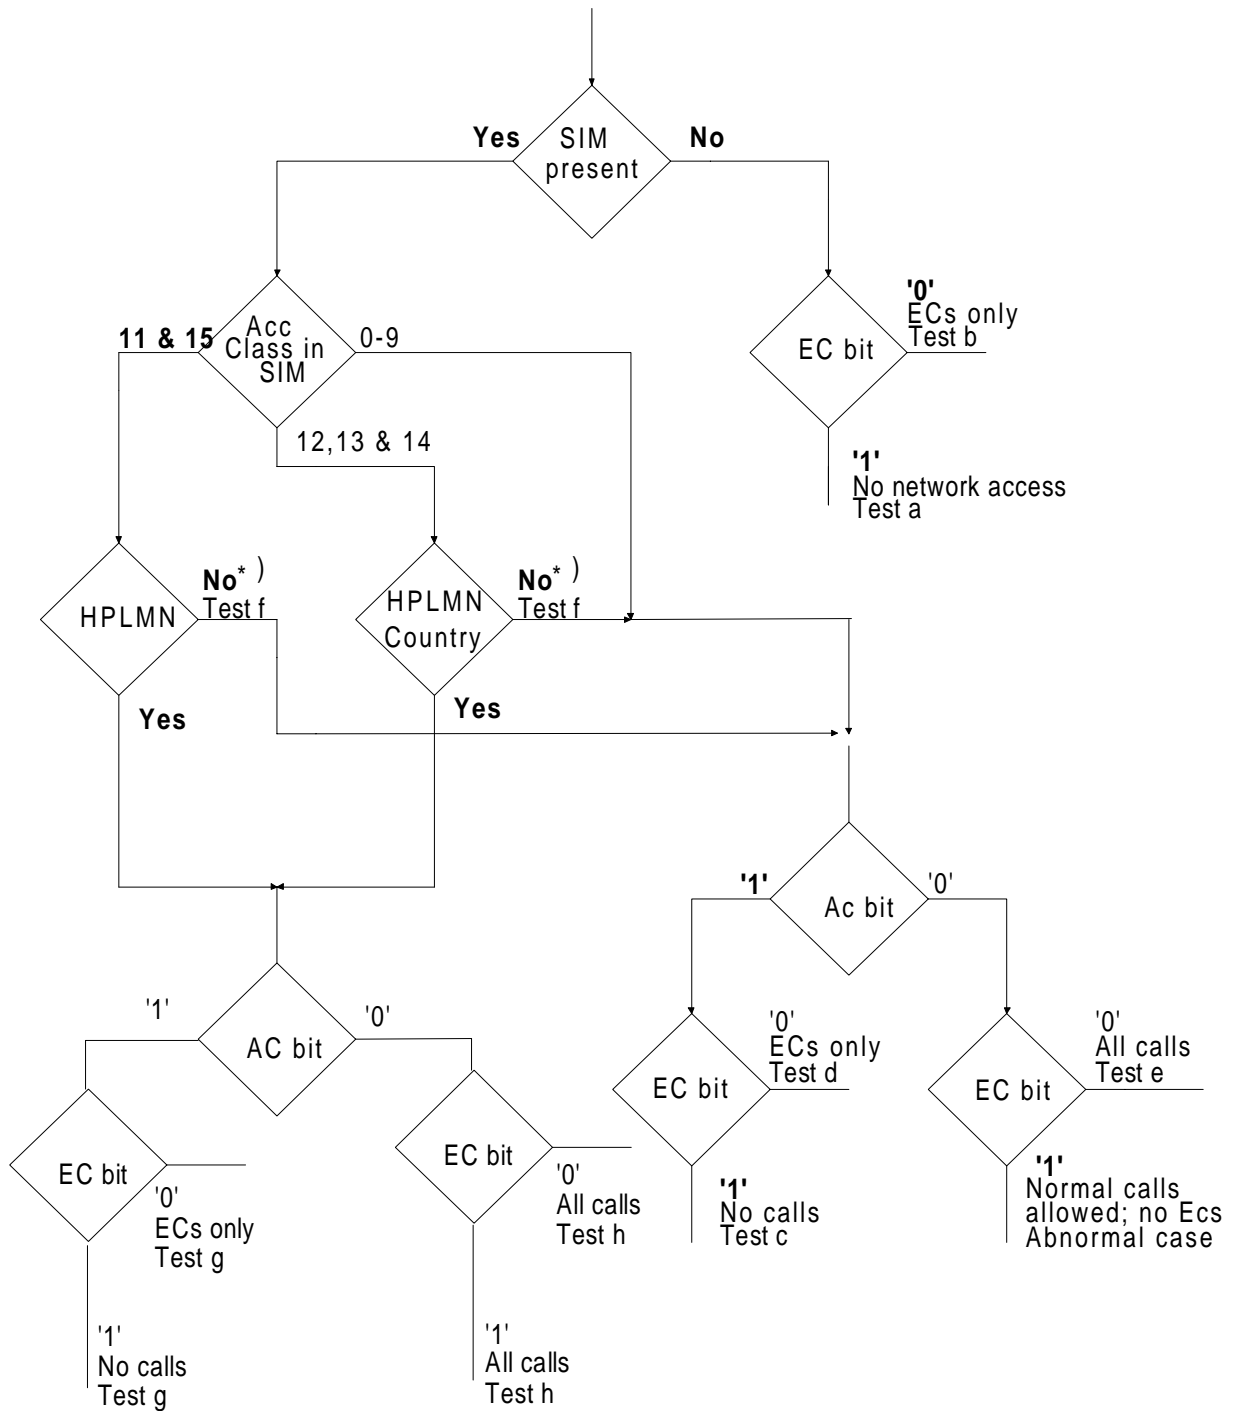 Yes
SIM
present
No
11 & 15
Acc
Class in
SIM
0-9
12,13 & 14
EC bit
'0'
ECs only
Test b
'1'
No network access
Test a
HPLMN
No* )
Test f
Yes
HPLMN
Country
No* )
Test f
Yes
'1'
Ac bit
'0'
'1'
AC bit
'0'
EC bit
'0'
ECs only
Test d
'1'
No calls
Test c
EC bit
'0'
All calls
Test e
'1'
Normal calls
allowed; no Ecs
Abnormal case
EC bit
'0'
ECs only
Test g
'1'
No calls
Test g
EC bit
'0'
All calls
Test h
'1'
All calls
Test h